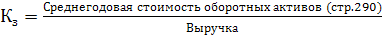 Кз = Среднегодовая стоимость оборотных активов (стр.290)
Выручка